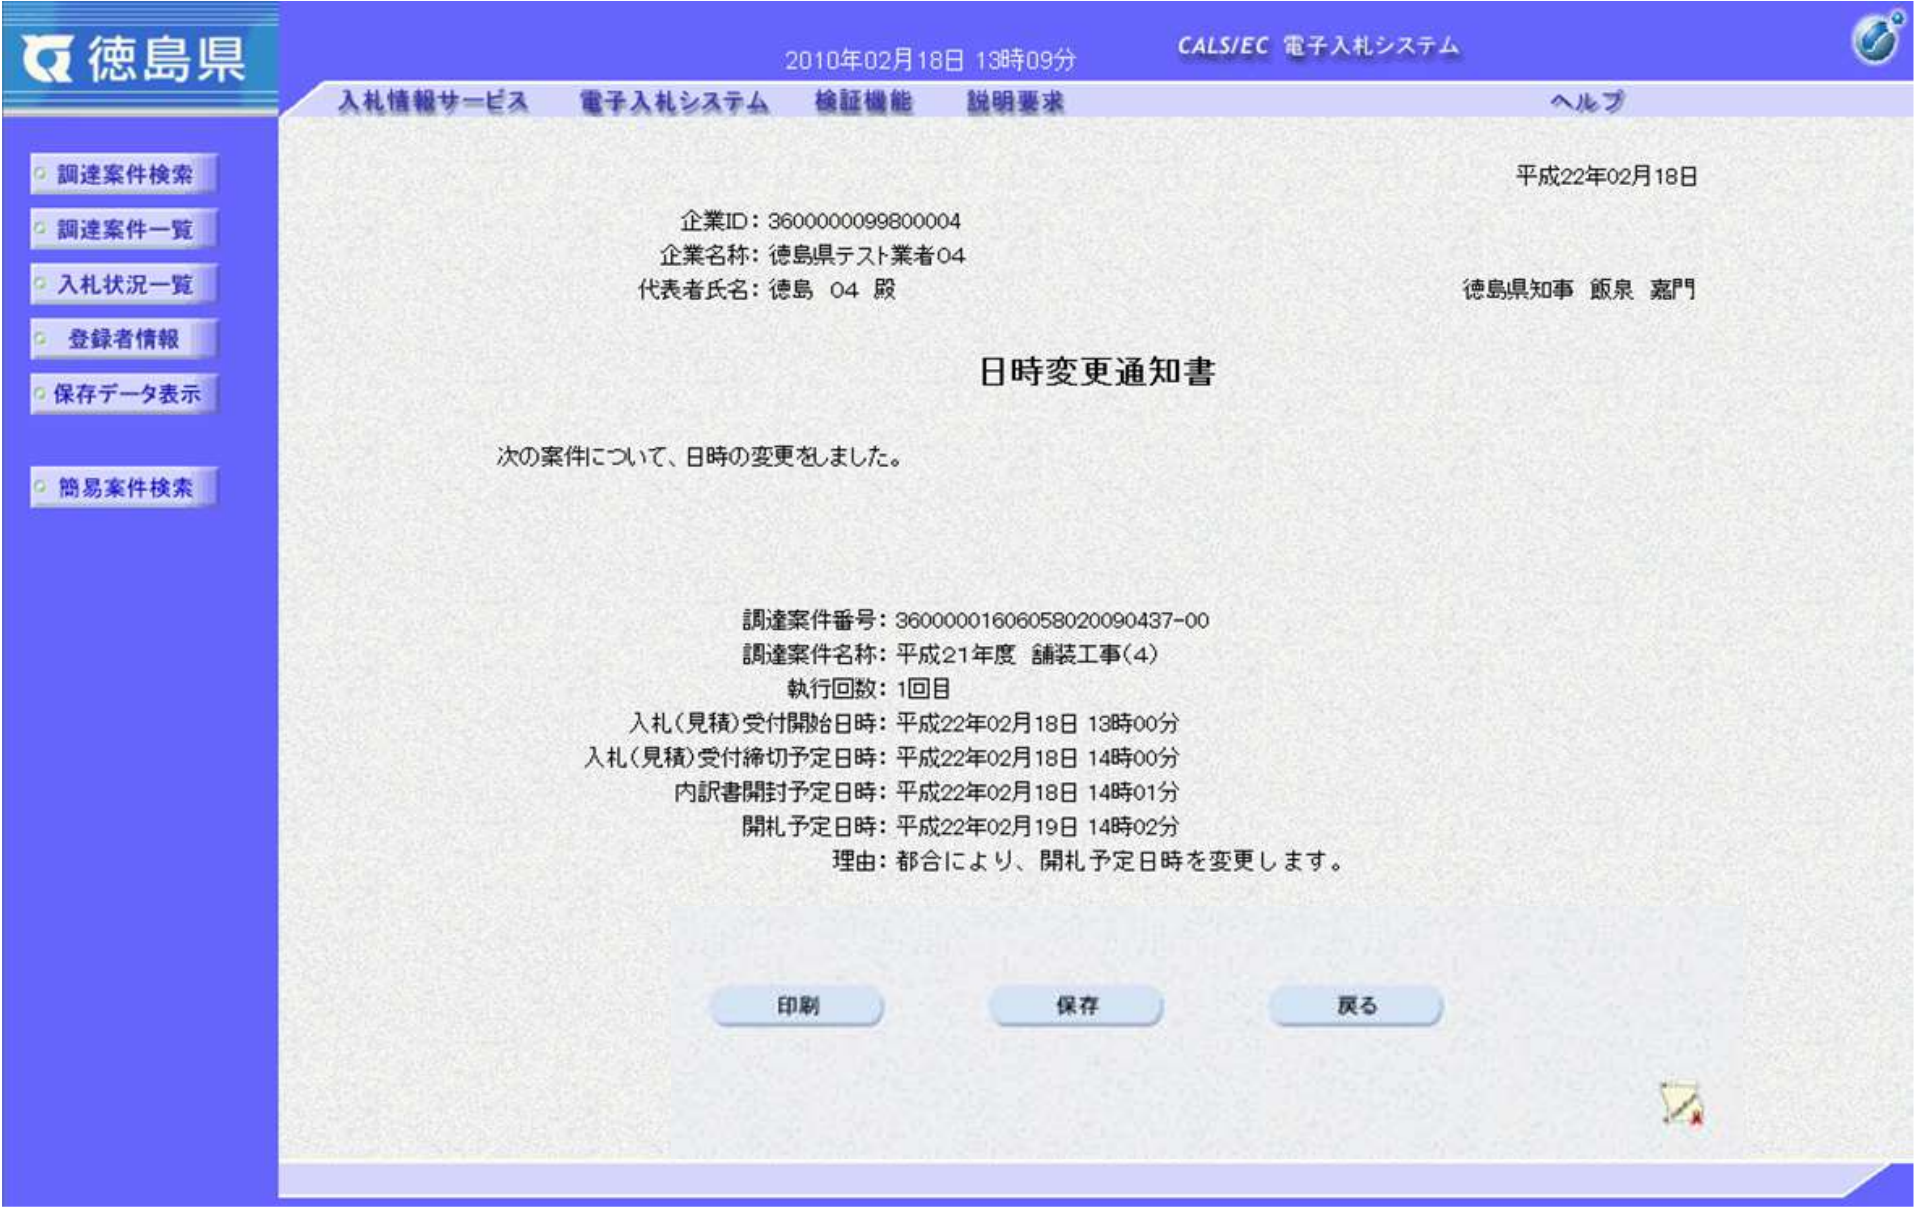 徳島県
2010年02月18日 13時09分
CALS/EC 電子入札システム
入札情報サービス 電子入札システム 検証機能 説明要求 ヘルプ
調達案件検索
調達案件一覧
入札状況一覧
登録者情報
保存データ表示
簡易案件検索
平成22年02月18日
企業ID: 3600000099800004
企業名称: 徳島県テスト業者04
代表者氏名: 徳島 04 殿
徳島県知事 飯泉 嘉門
日時変更通知書
次の案件について、日時の変更をしました。
調達案件番号: 36000001606058020090437-00
調達案件名称: 平成21年度 舗装工事(4)
執行回数: 1回目
入札(見積)受付開始日時: 平成22年02月18日 13時00分
入札(見積)受付締切予定日時: 平成22年02月18日 14時00分
内訳書開封予定日時: 平成22年02月18日 14時01分
開札予定日時: 平成22年02月19日 14時02分
理由: 都合により、開札予定日時を変更します。
印刷 保存 戻る